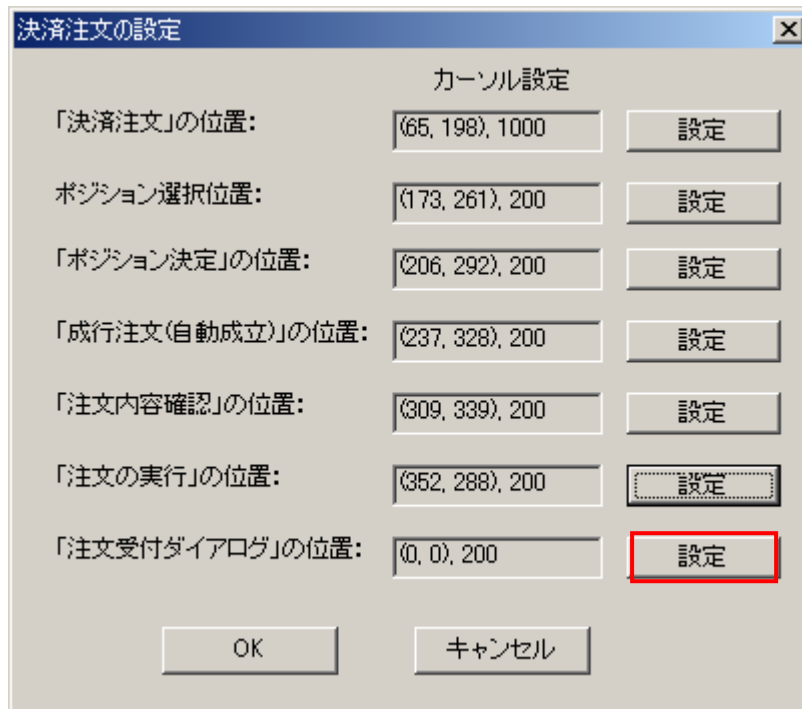 決済注文の設定
カーソル設定
「決済注文」の位置: (65, 198), 1000 設定
ポジション選択位置: (173, 261), 200 設定
「ポジション決定」の位置: (206, 292), 200 設定
「成行注文(自動成立)」の位置: (237, 328), 200 設定
「注文内容確認」の位置: (309, 339), 200 設定
「注文の実行」の位置: (352, 288), 200 設定
「注文受付ダイアログ」の位置: (0, 0), 200 設定
OK キャンセル